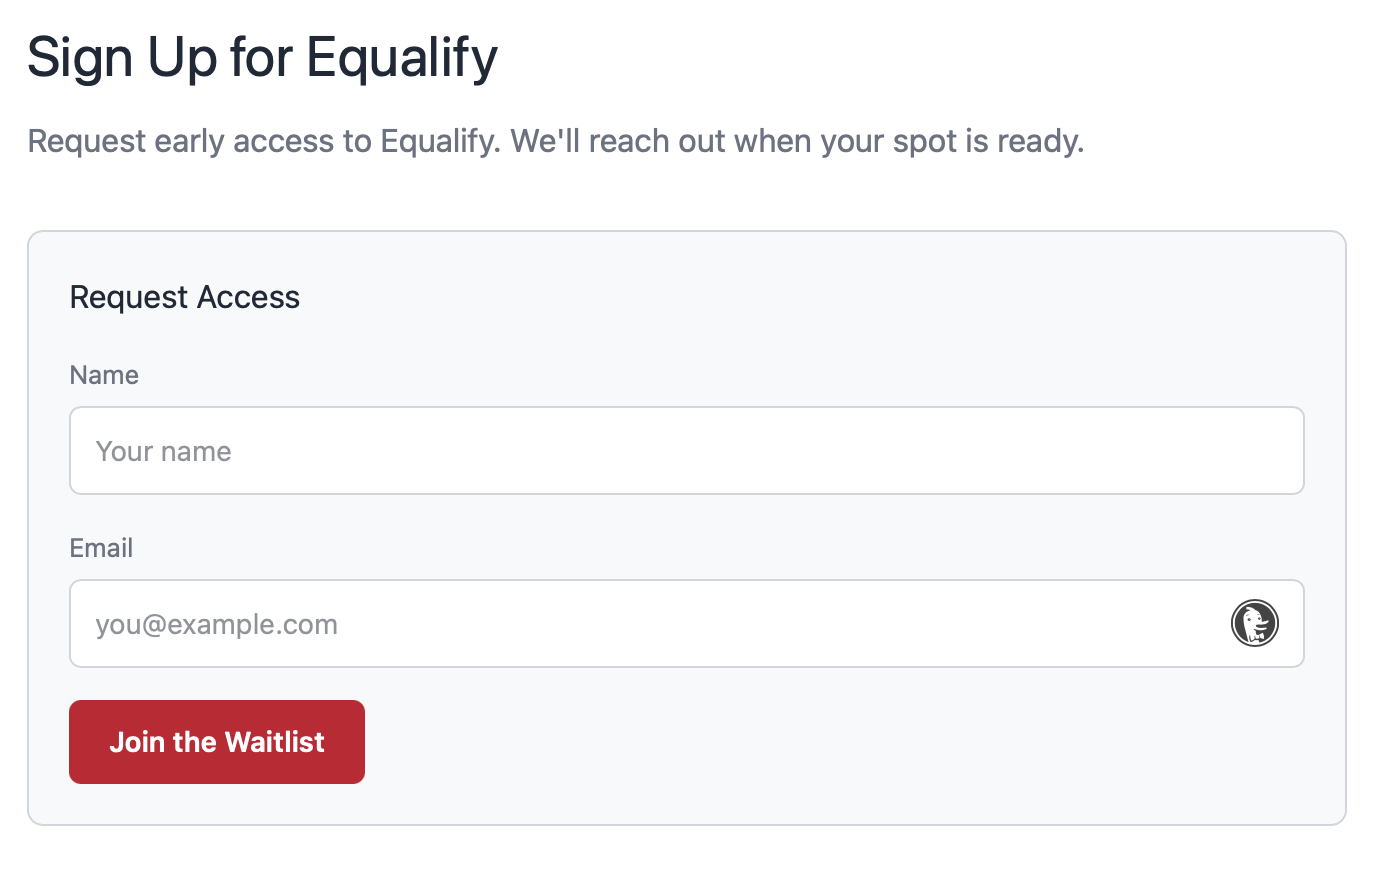 Sign Up for Equalify
Request early access to Equalify. We'll reach out when your spot is ready.
Request Access
Name
Your name
Email
you@example.com
Join the Waitlist